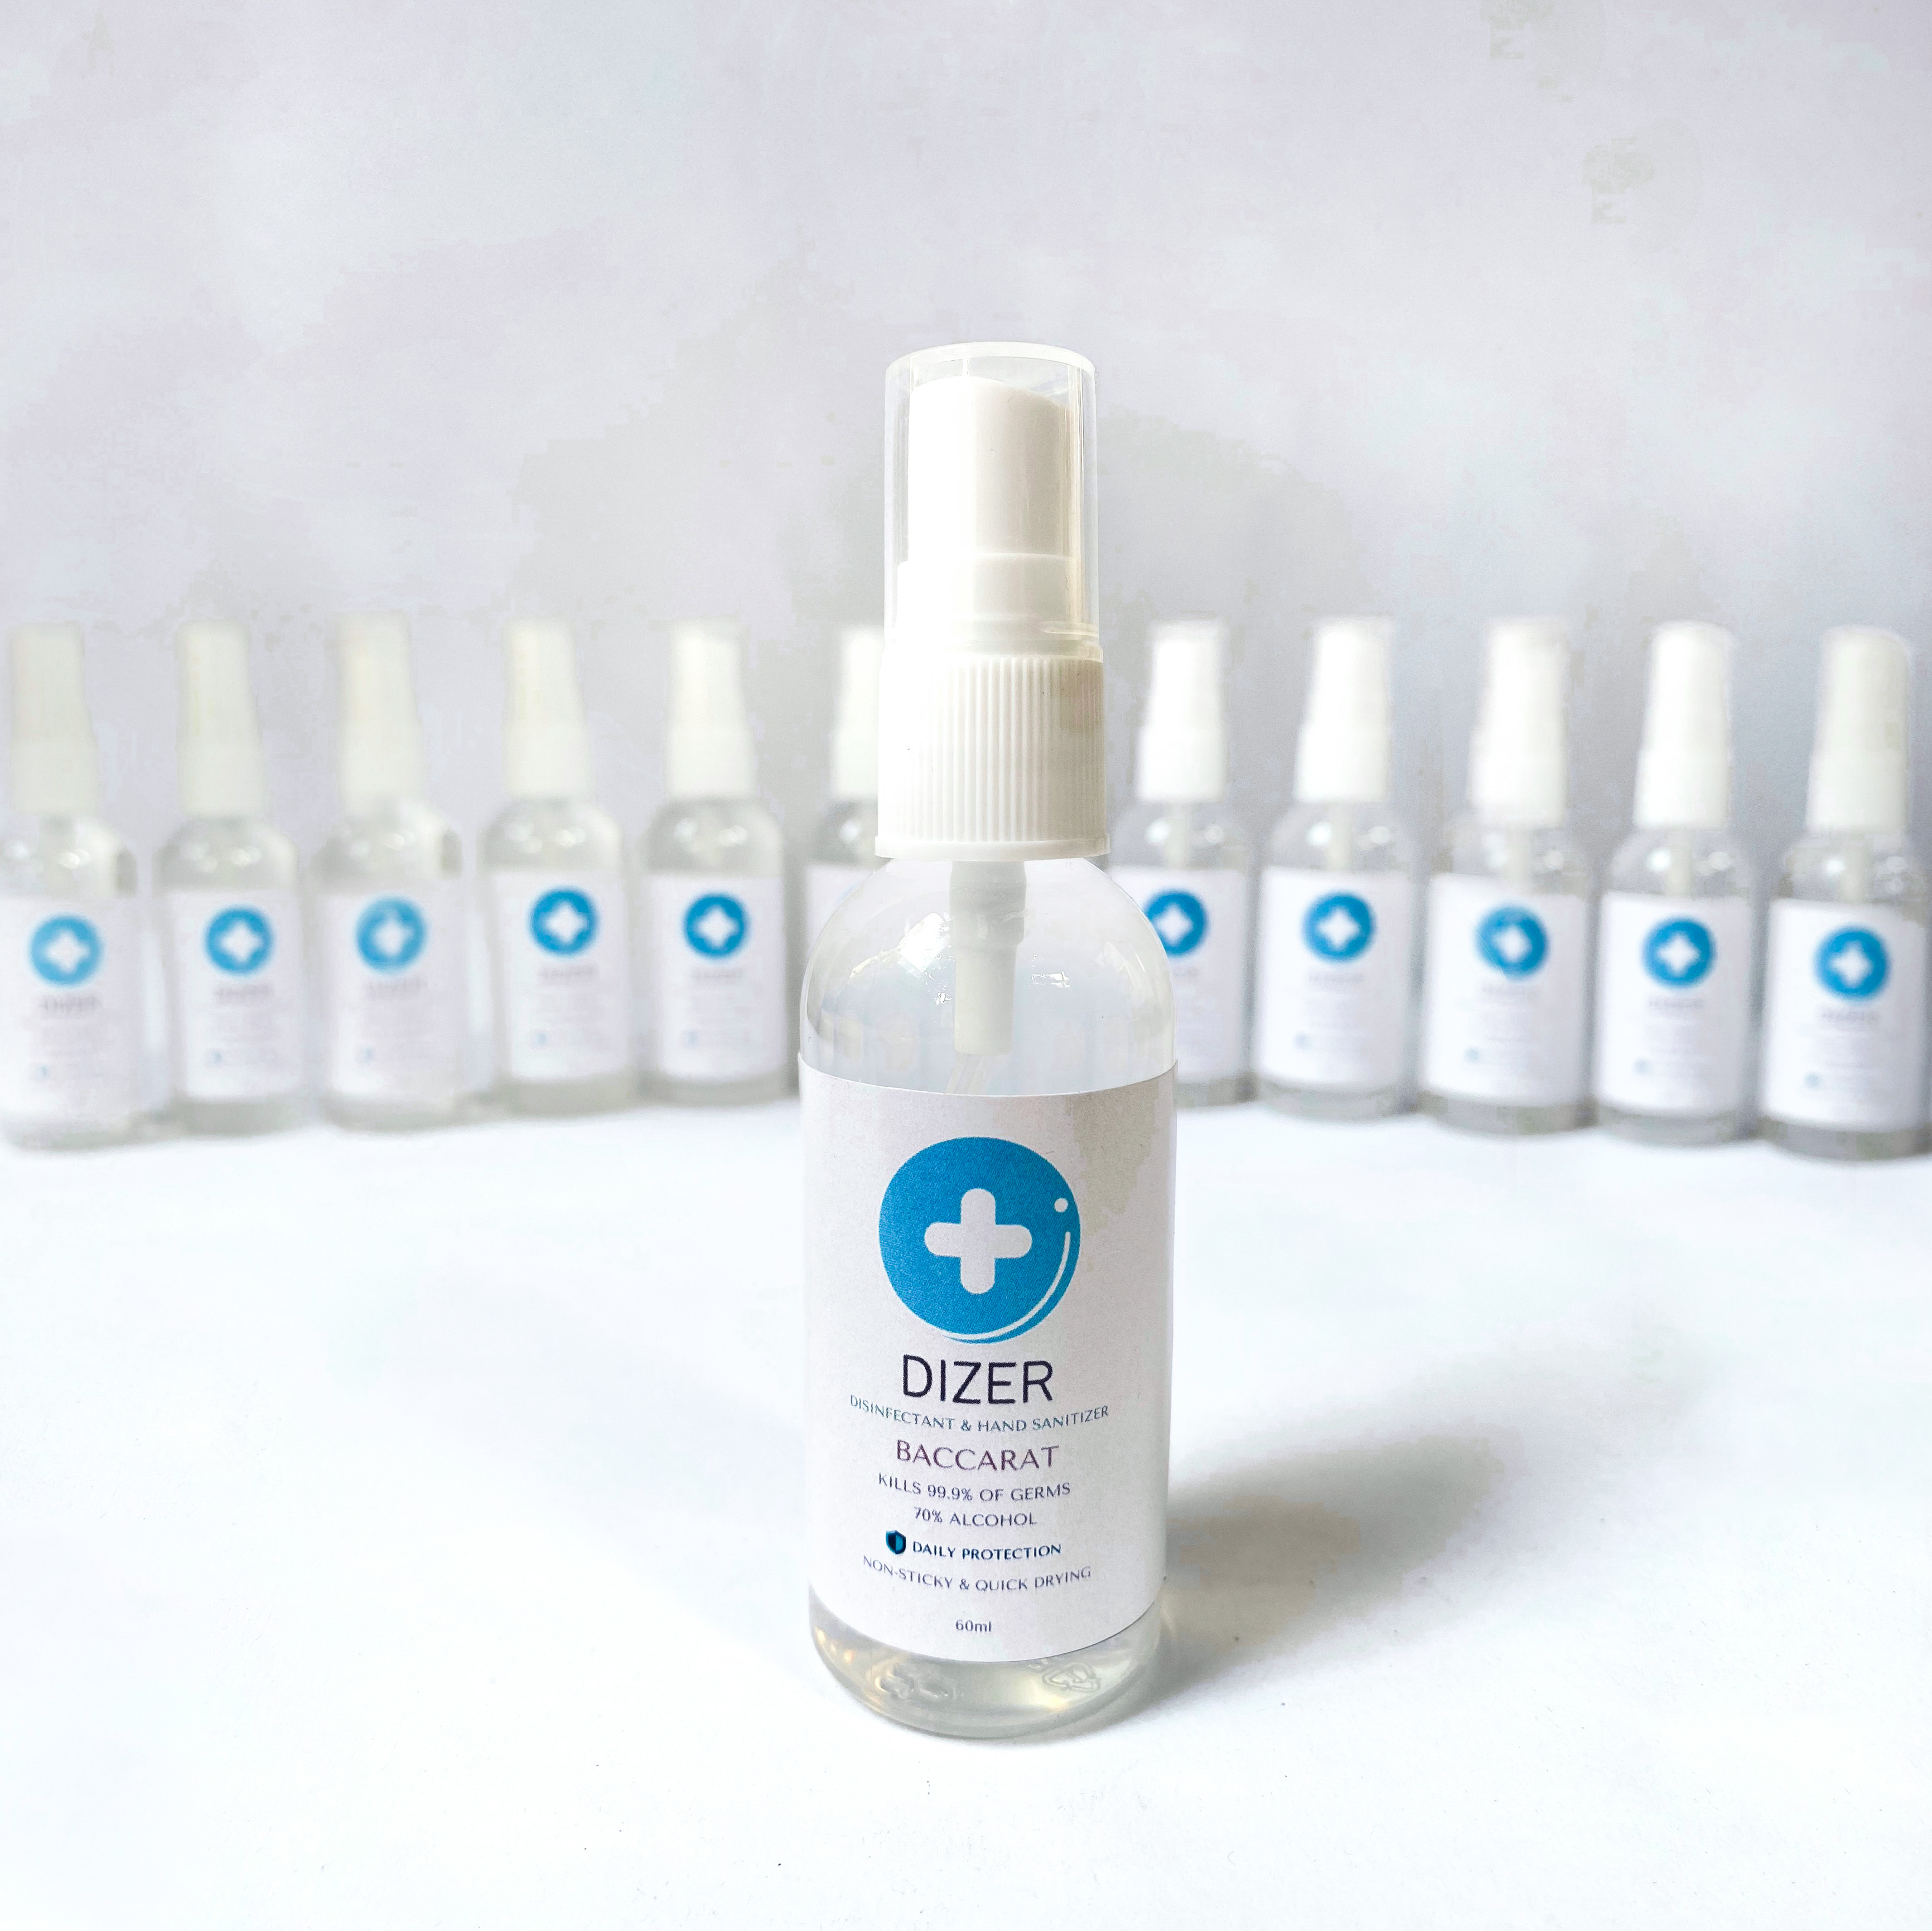 DIZER
DISINFECTANT & HAND SANITIZER
BACCARAT
KILLS 99.9% OF GERMS
70% ALCOHOL
DAILY PROTECTION
NON-STICKY & QUICK DRYING
60ml